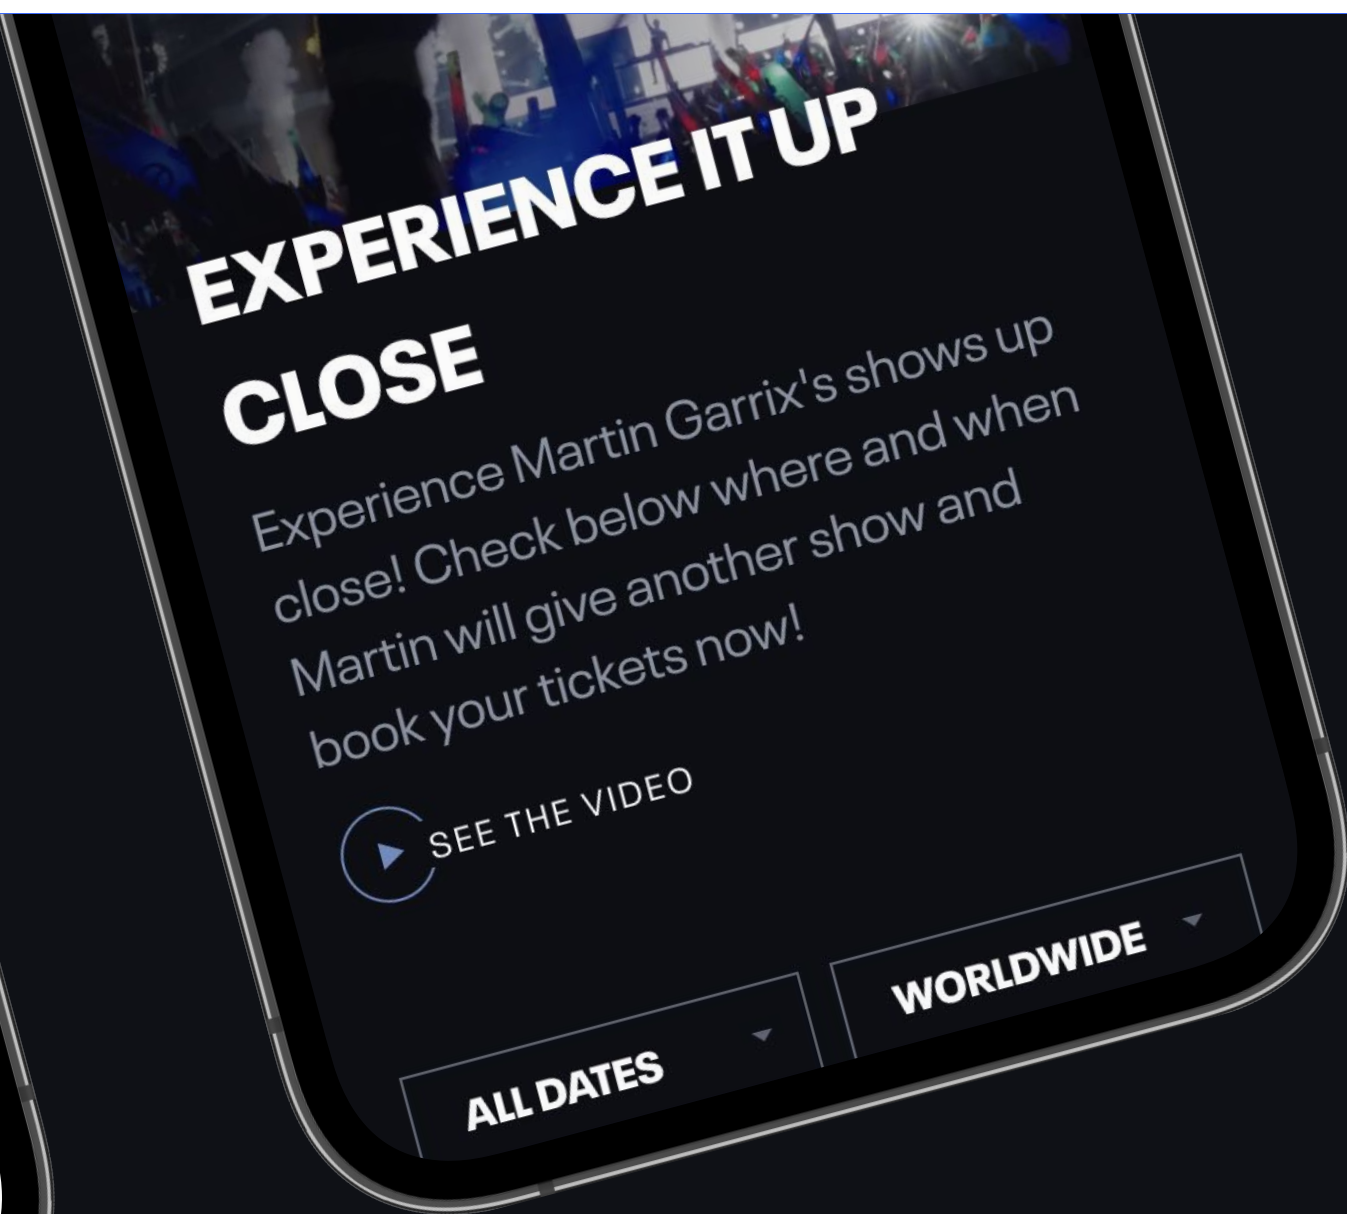 EXPERIENCE IT UP
CLOSE
Experience Martin Garrix's shows up
close! Check below where and when
Martin will give another show and
book your tickets now!
SEE THE VIDEO
ALL DATES
WORLDWIDE